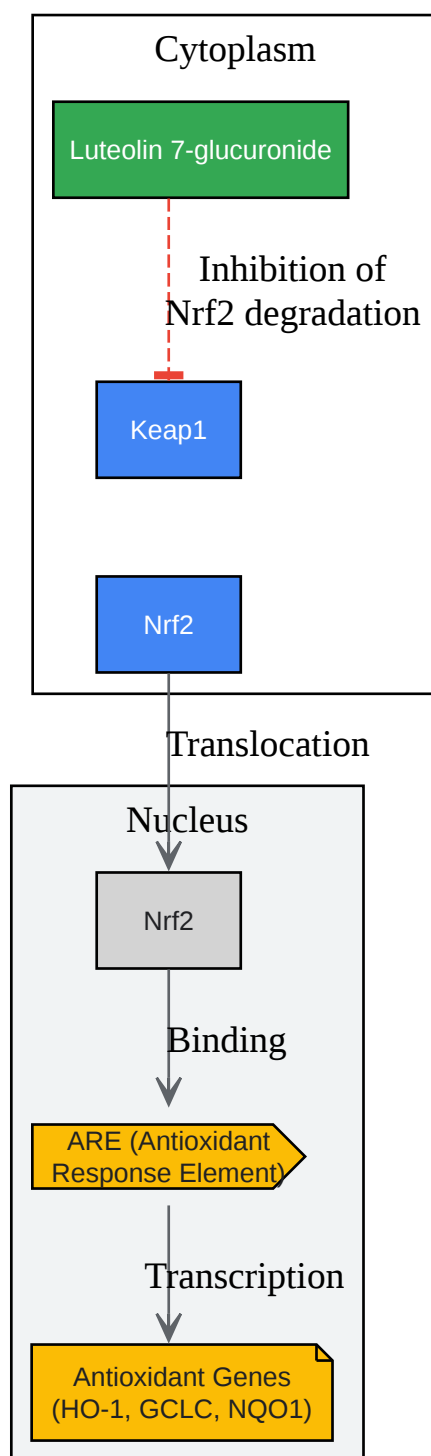 Cytoplasm
Luteolin 7-glucuronide
Inhibition of
Nrf2 degradation
Keap1
Nrf2
Translocation
Nucleus
Nrf2
Binding
ARE (Antioxidant
Response Element)
Transcription
Antioxidant Genes
(HO-1, GCLC, NQO1)